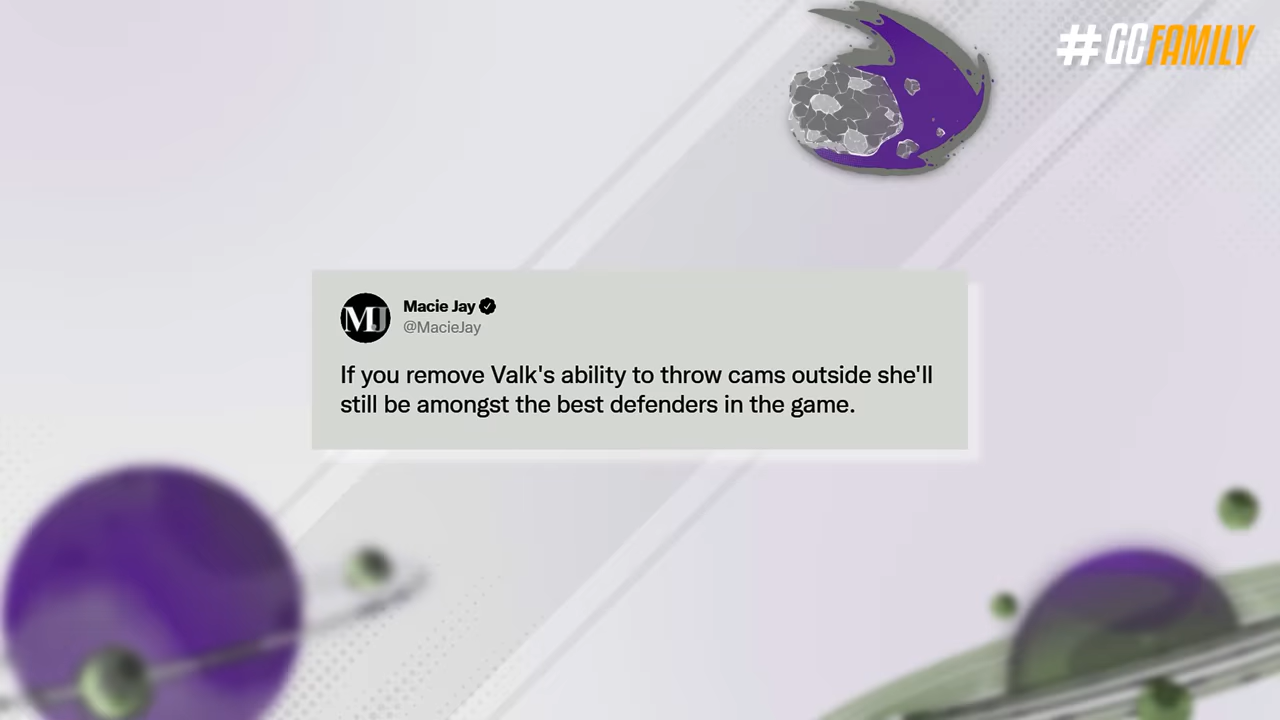 #GCFAMILY
MJ
Macie Jay
@MacieJay
If you remove Valk's ability to throw cams outside she'll
still be amongst the best defenders in the game.